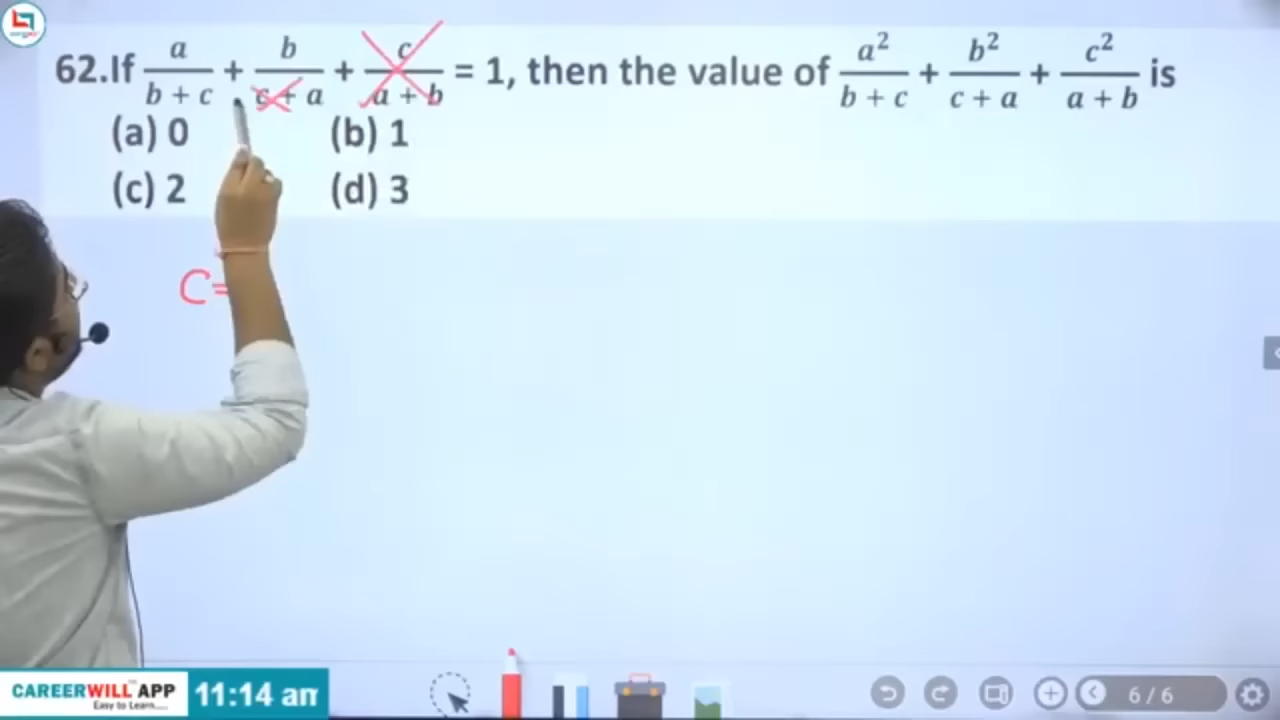 62.If a/(b + c) + b/(c + a) + c/(a + b) = 1, then the value of a²/(b + c) + b²/(c + a) + c²/(a + b) is
(a) 0 (b) 1
(c) 2 (d) 3
C=
CAREERWILL APP
Easy to Learn.....
11:14 am
6 / 6